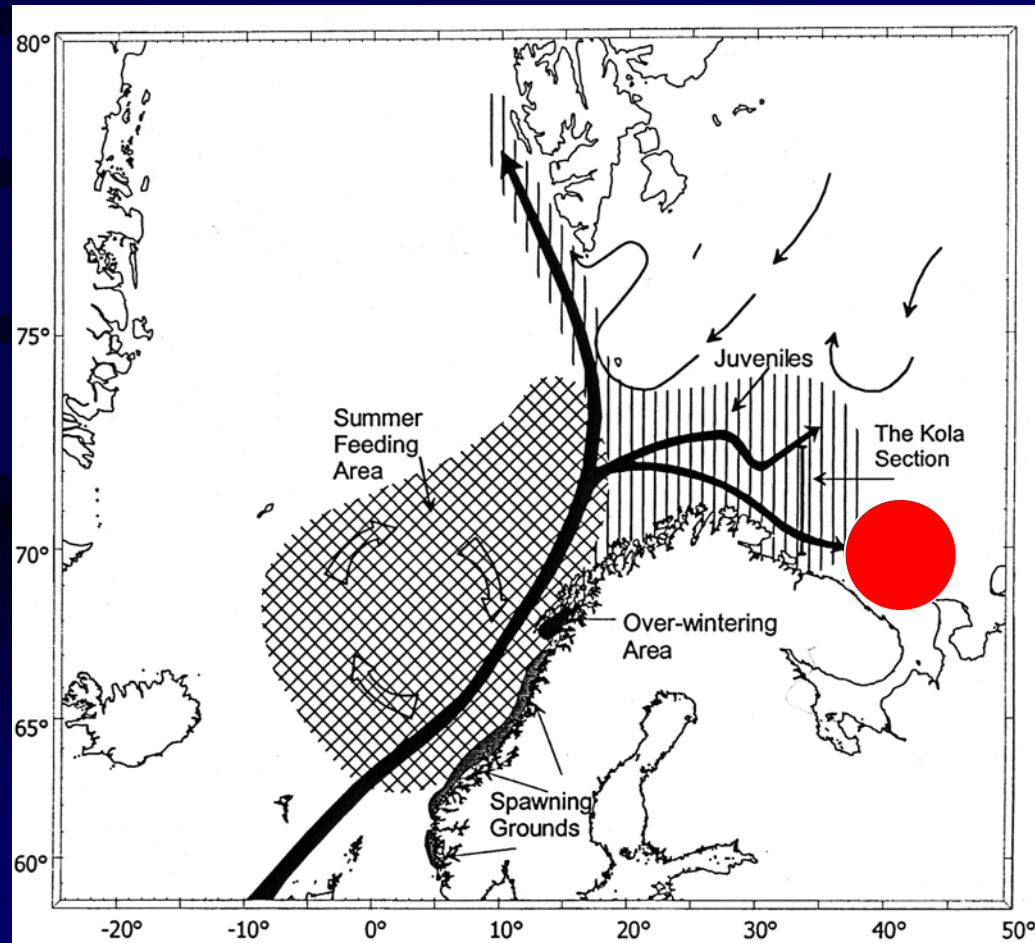 80°
75°
70°
65°
60°
Juveniles
Summer
Feeding
Area
The Kola
Section
Over-wintering
Area
Spawning
Grounds
-20° -10° 0° 10° 20° 30° 40° 50°